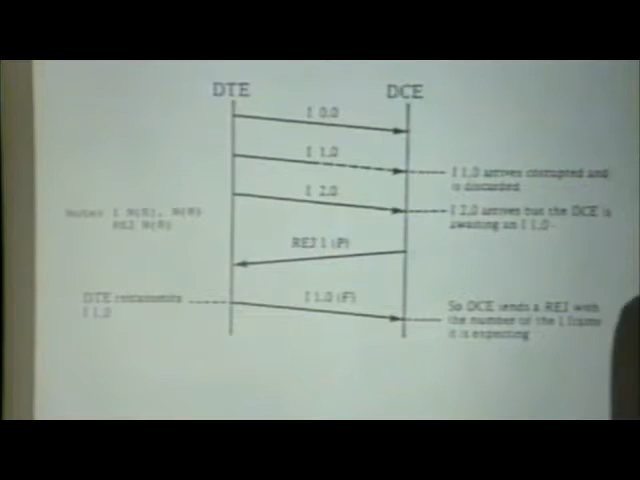 DTE DCE
I 0.0
I 1.0
I 1,0 arrives corrupted and
is discarded
I 2.0
I 2,0 arrives but the DCE is
awaiting an I 1,0
Note: I N(S), N(R)
REJ N(R)
REJ 1 (P)
DTE retransmits
I 1,0
I 1,0 (F)
So DCE sends a REJ with
the number of the I frame
it is expecting